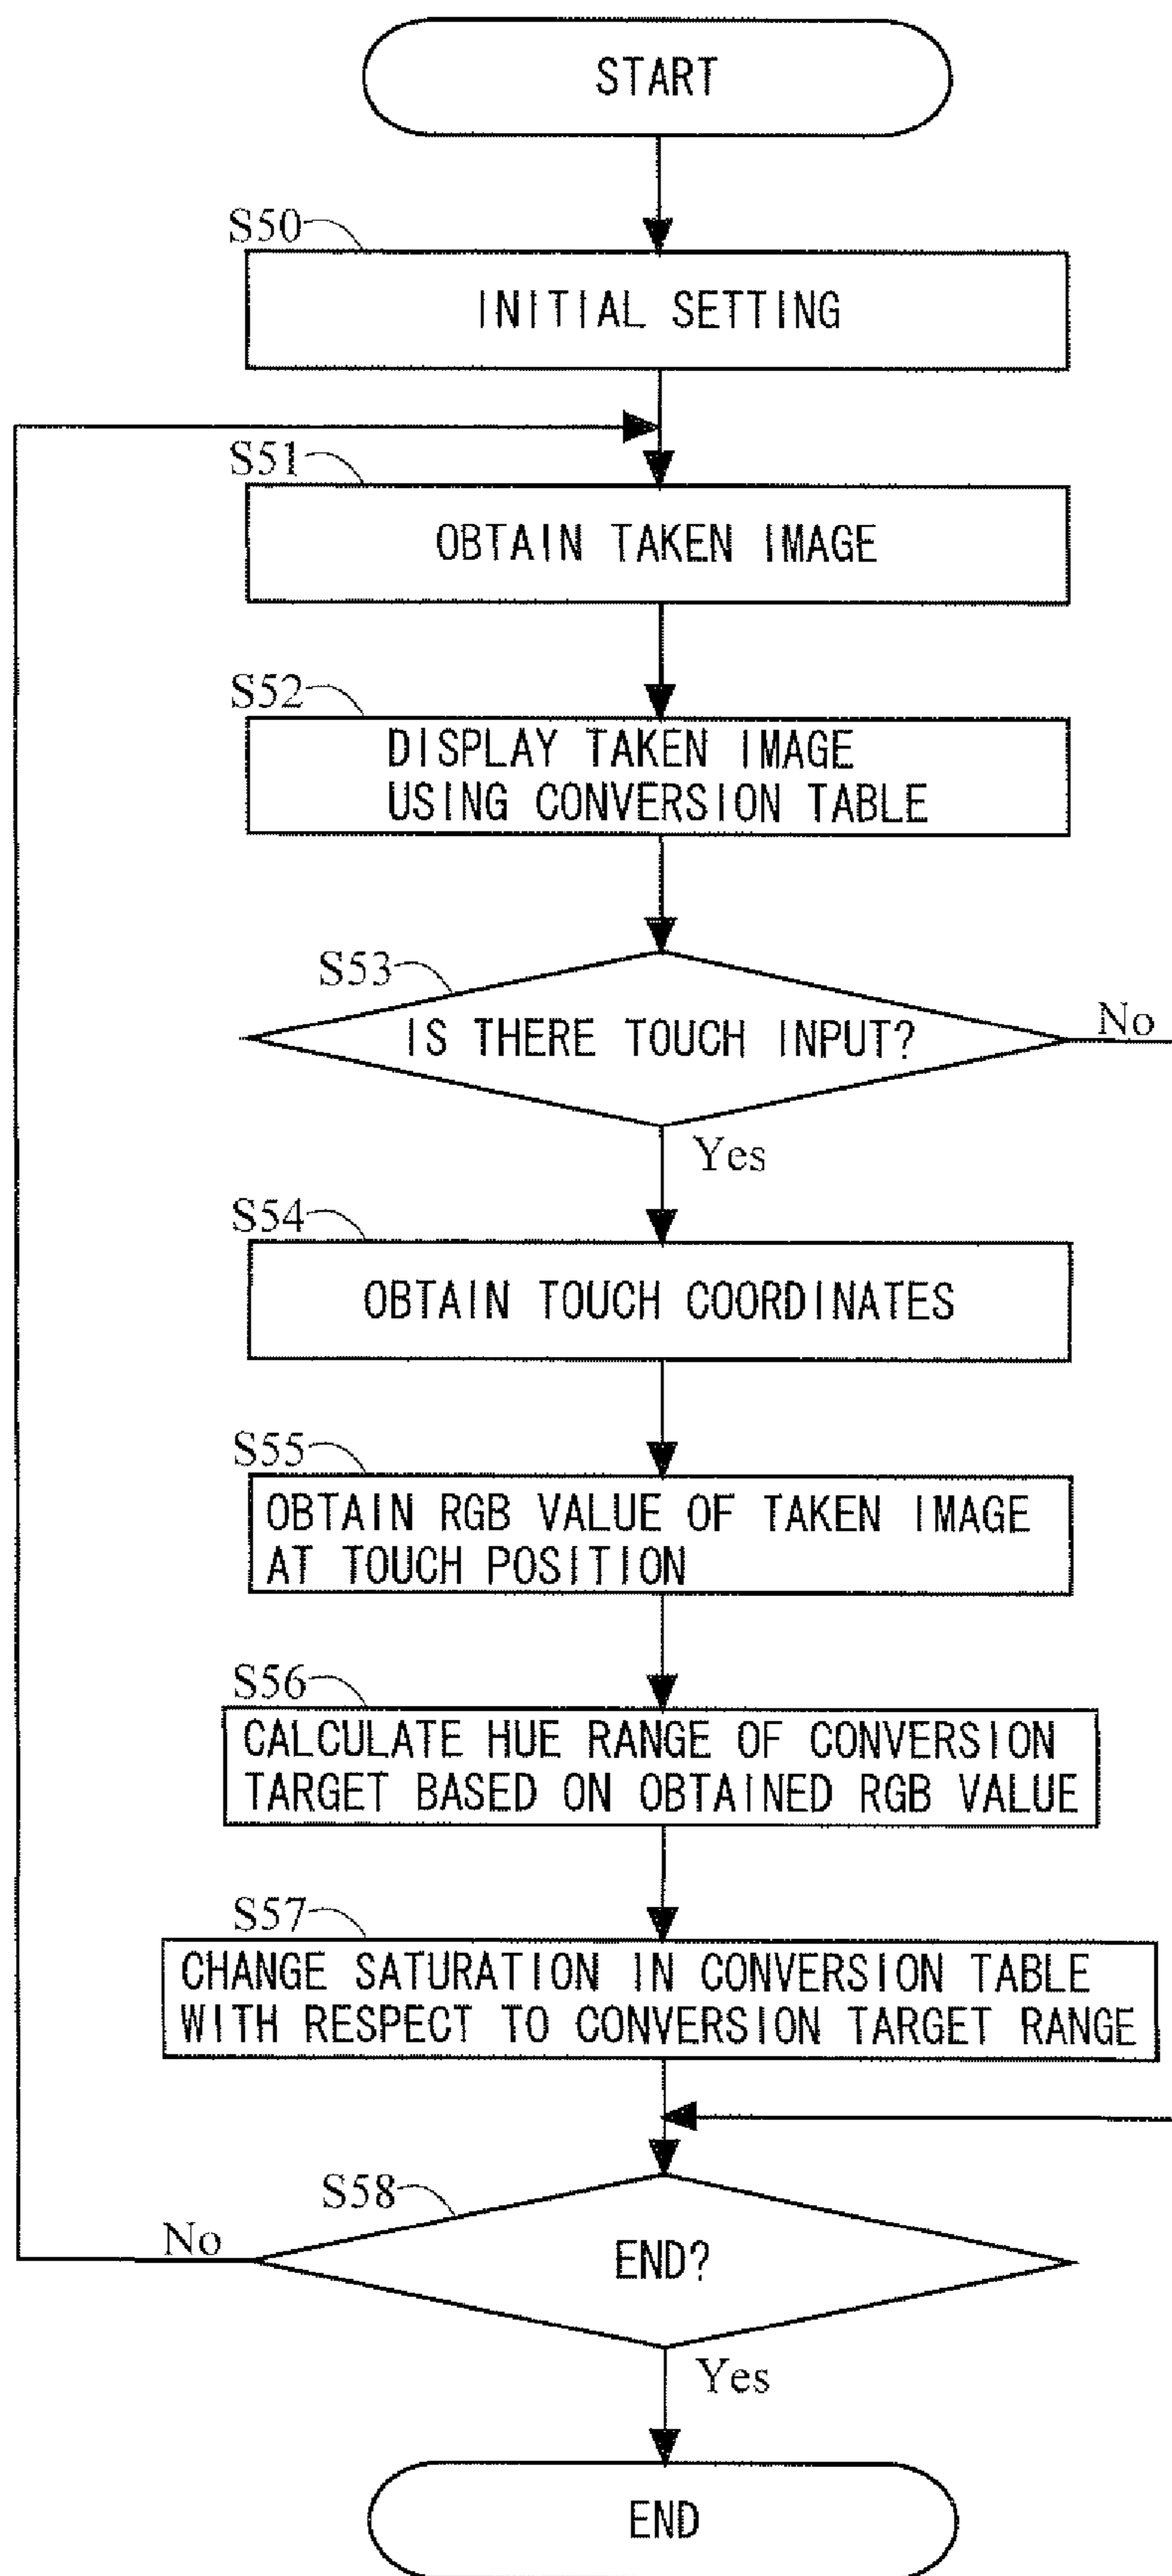 START
S50
INITIAL SETTING
S51
OBTAIN TAKEN IMAGE
S52
DISPLAY TAKEN IMAGE
USING CONVERSION TABLE
S53
IS THERE TOUCH INPUT?
No
Yes
S54
OBTAIN TOUCH COORDINATES
S55
OBTAIN RGB VALUE OF TAKEN IMAGE
AT TOUCH POSITION
S56
CALCULATE HUE RANGE OF CONVERSION
TARGET BASED ON OBTAINED RGB VALUE
S57
CHANGE SATURATION IN CONVERSION TABLE
WITH RESPECT TO CONVERSION TARGET RANGE
S58
No
END?
Yes
END